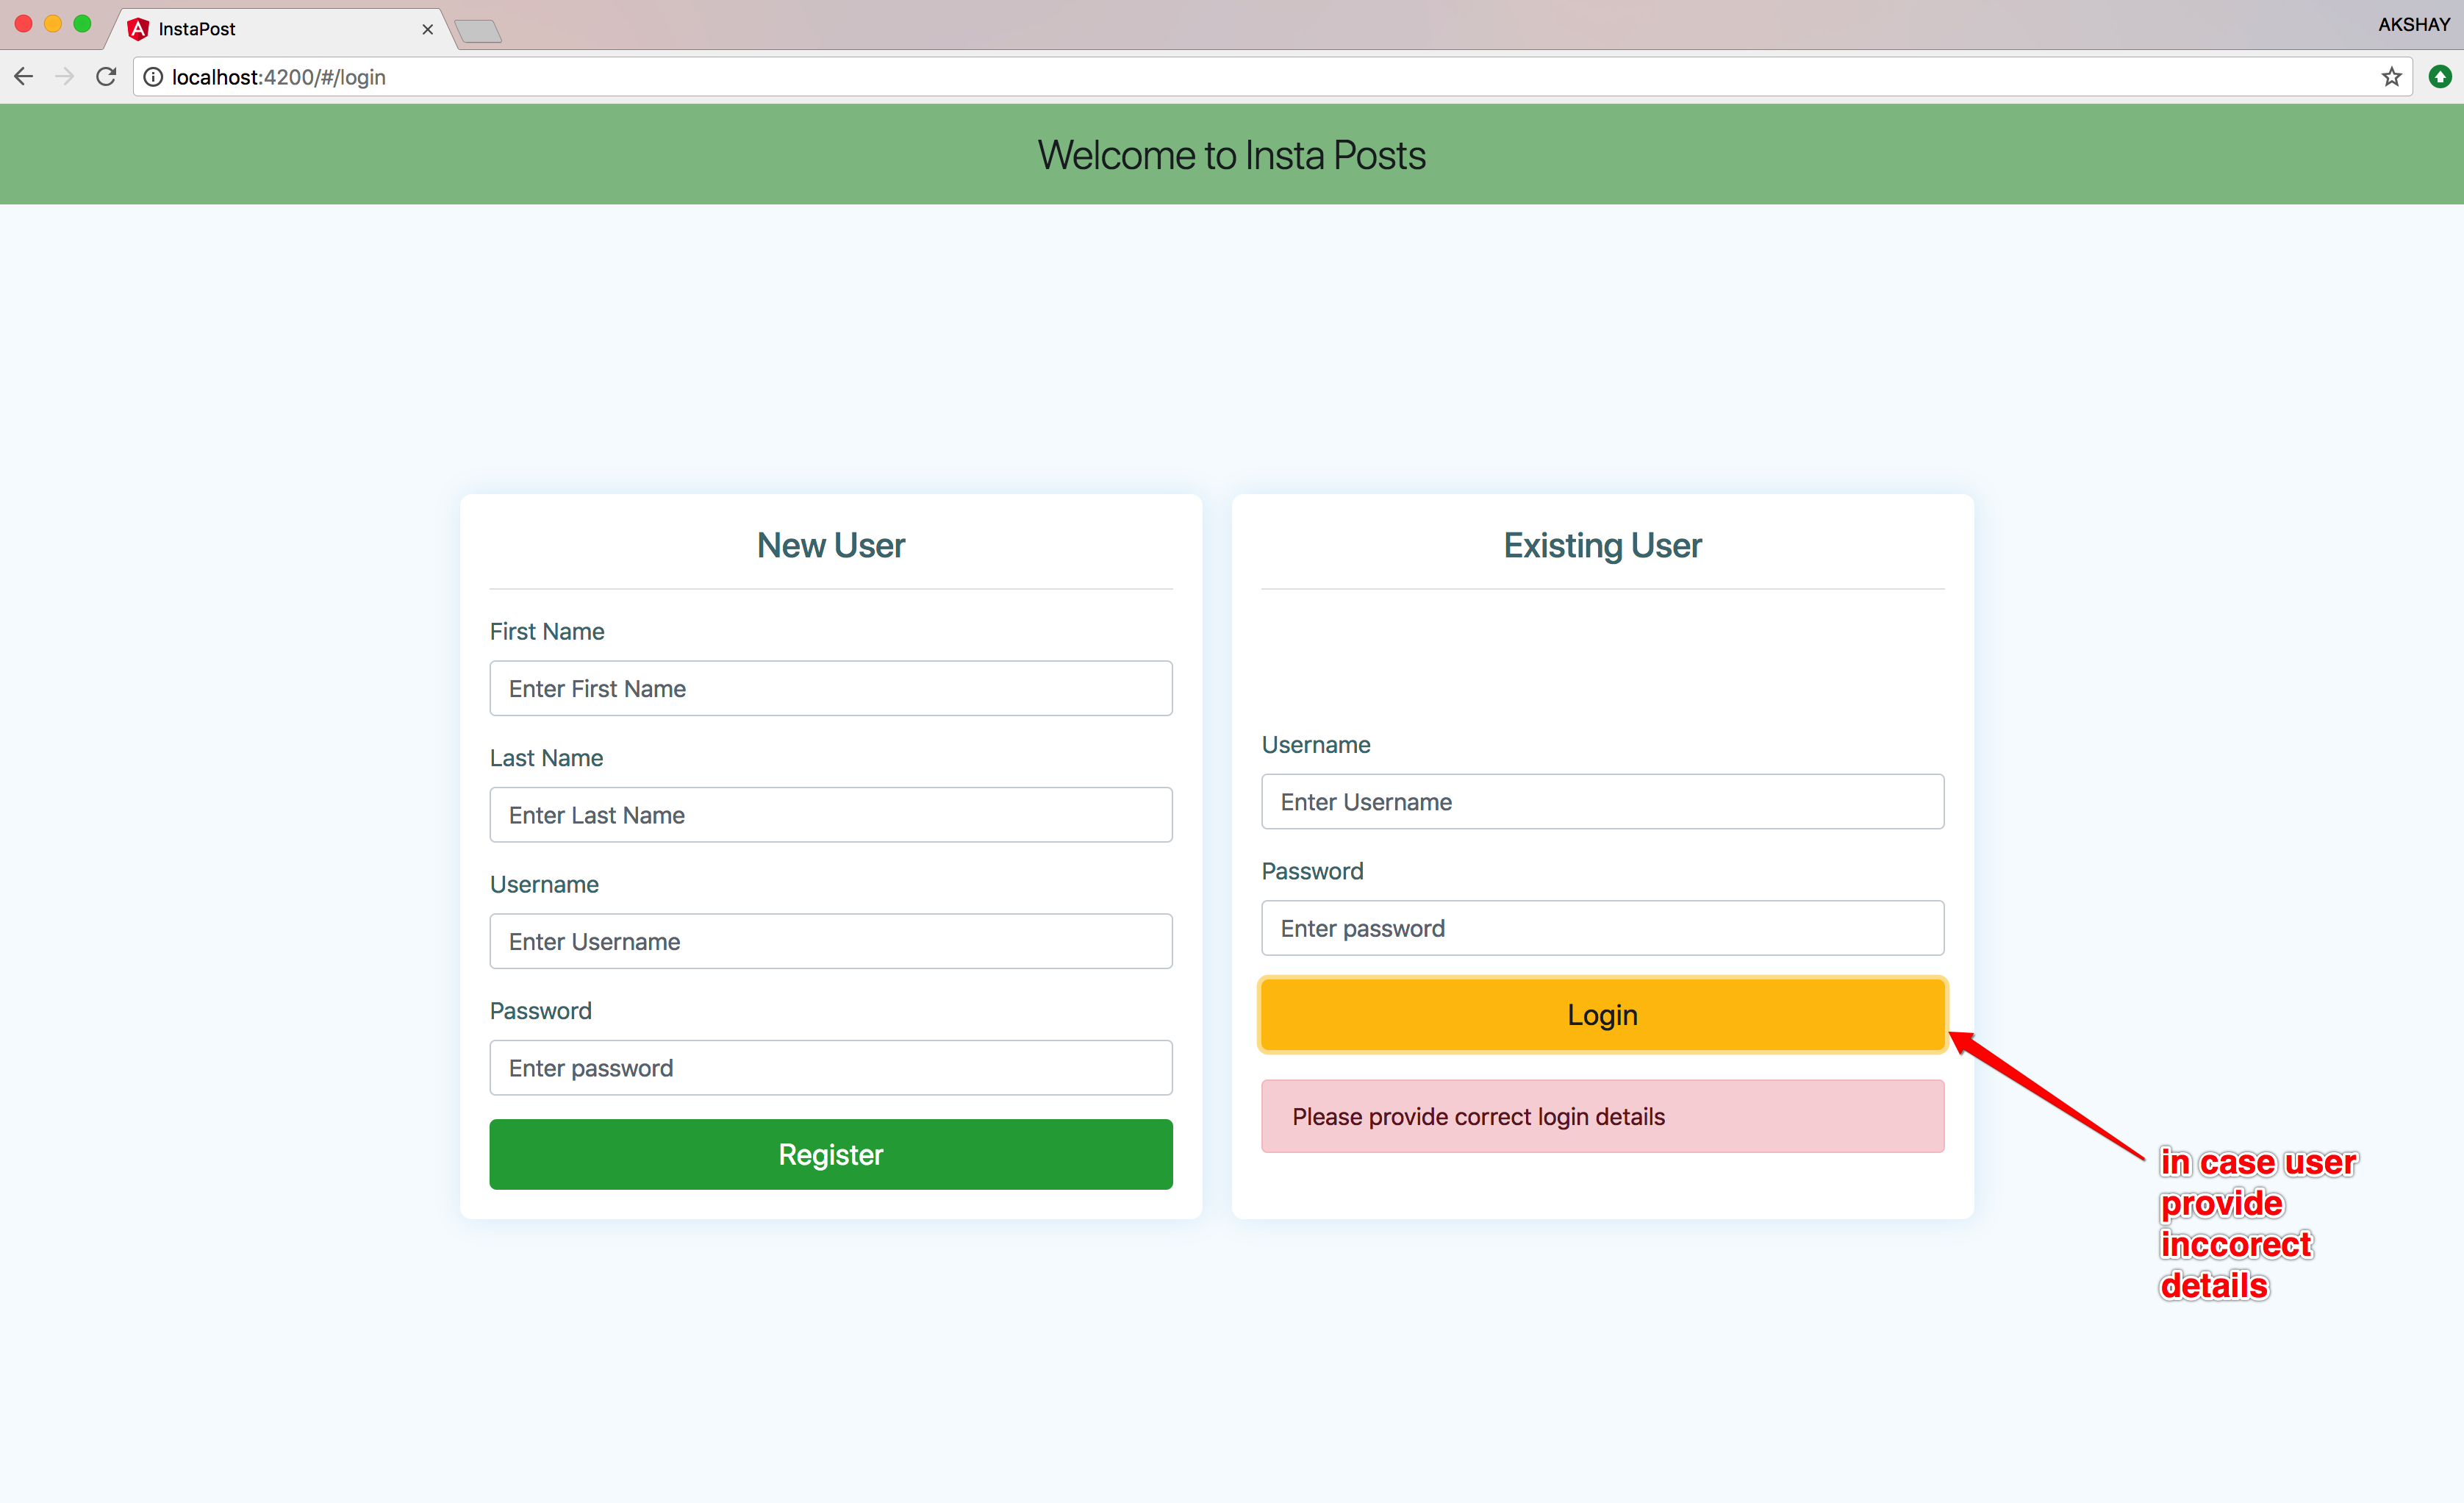 InstaPost
AKSHAY
localhost:4200/#/login
Welcome to Insta Posts
New User
First Name
Enter First Name
Last Name
Enter Last Name
Username
Enter Username
Password
Enter password
Register
Existing User
Username
Enter Username
Password
Enter password
Login
Please provide correct login details
in case user
provide
inccorect
details